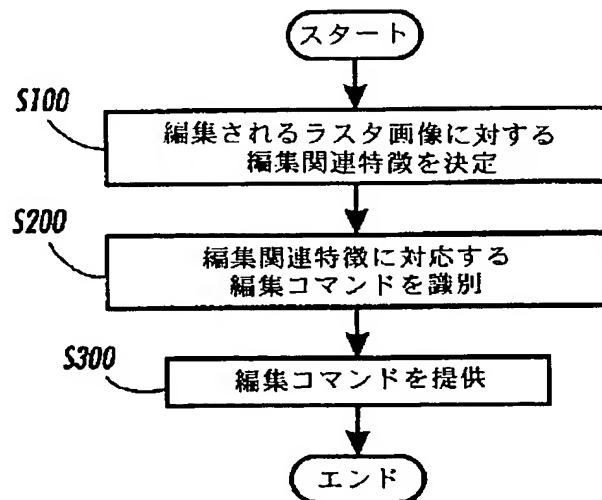 スタート
S100
編集されるラスタ画像に対する
編集関連特徴を決定
S200
編集関連特徴に対応する
編集コマンドを識別
S300
編集コマンドを提供
エンド